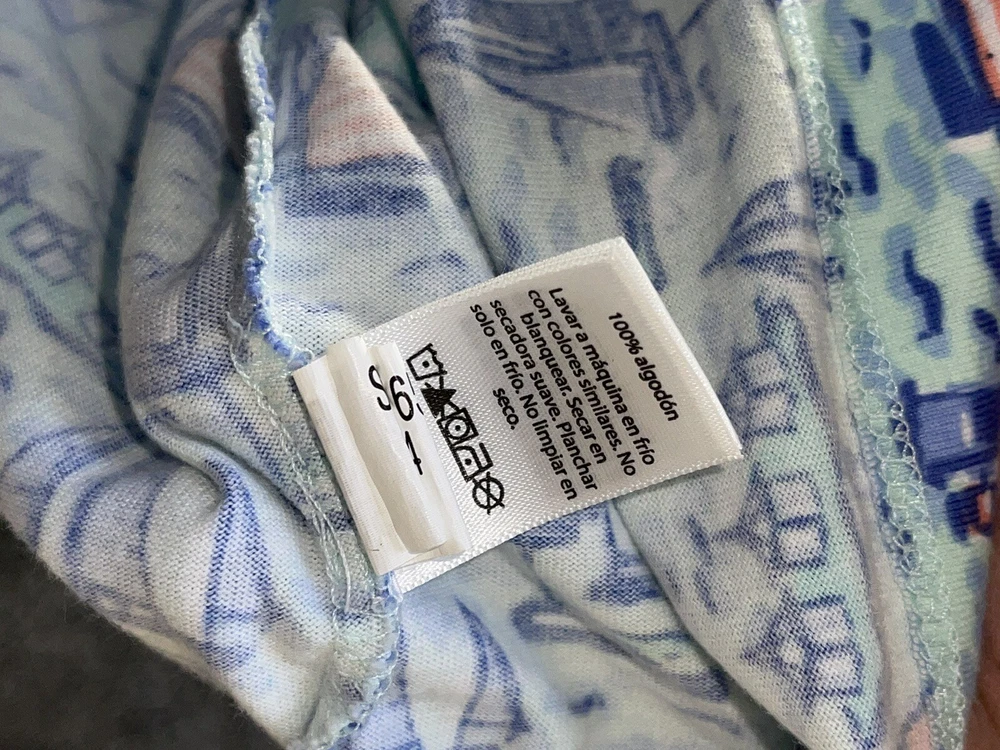 100% algodón
Lavar a máquina en frío
con colores similares. No
blanquear. Secar en
secadora suave. Planchar
solo en frío. No limpiar en
seco.
S6